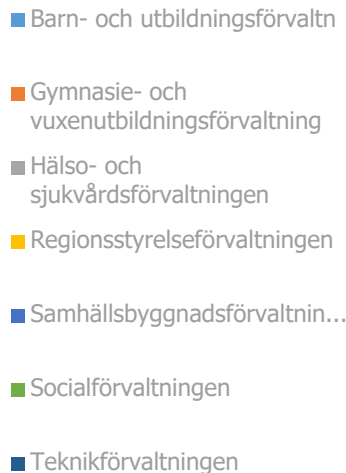 Barn- och utbildningsförvaltn
Gymnasie- och
vuxenutbildningsförvaltning
Hälso- och
sjukvårdsförvaltningen
Regionsstyrelseförvaltningen
Samhällsbyggnadsförvaltnin...
Socialförvaltningen
Teknikförvaltningen